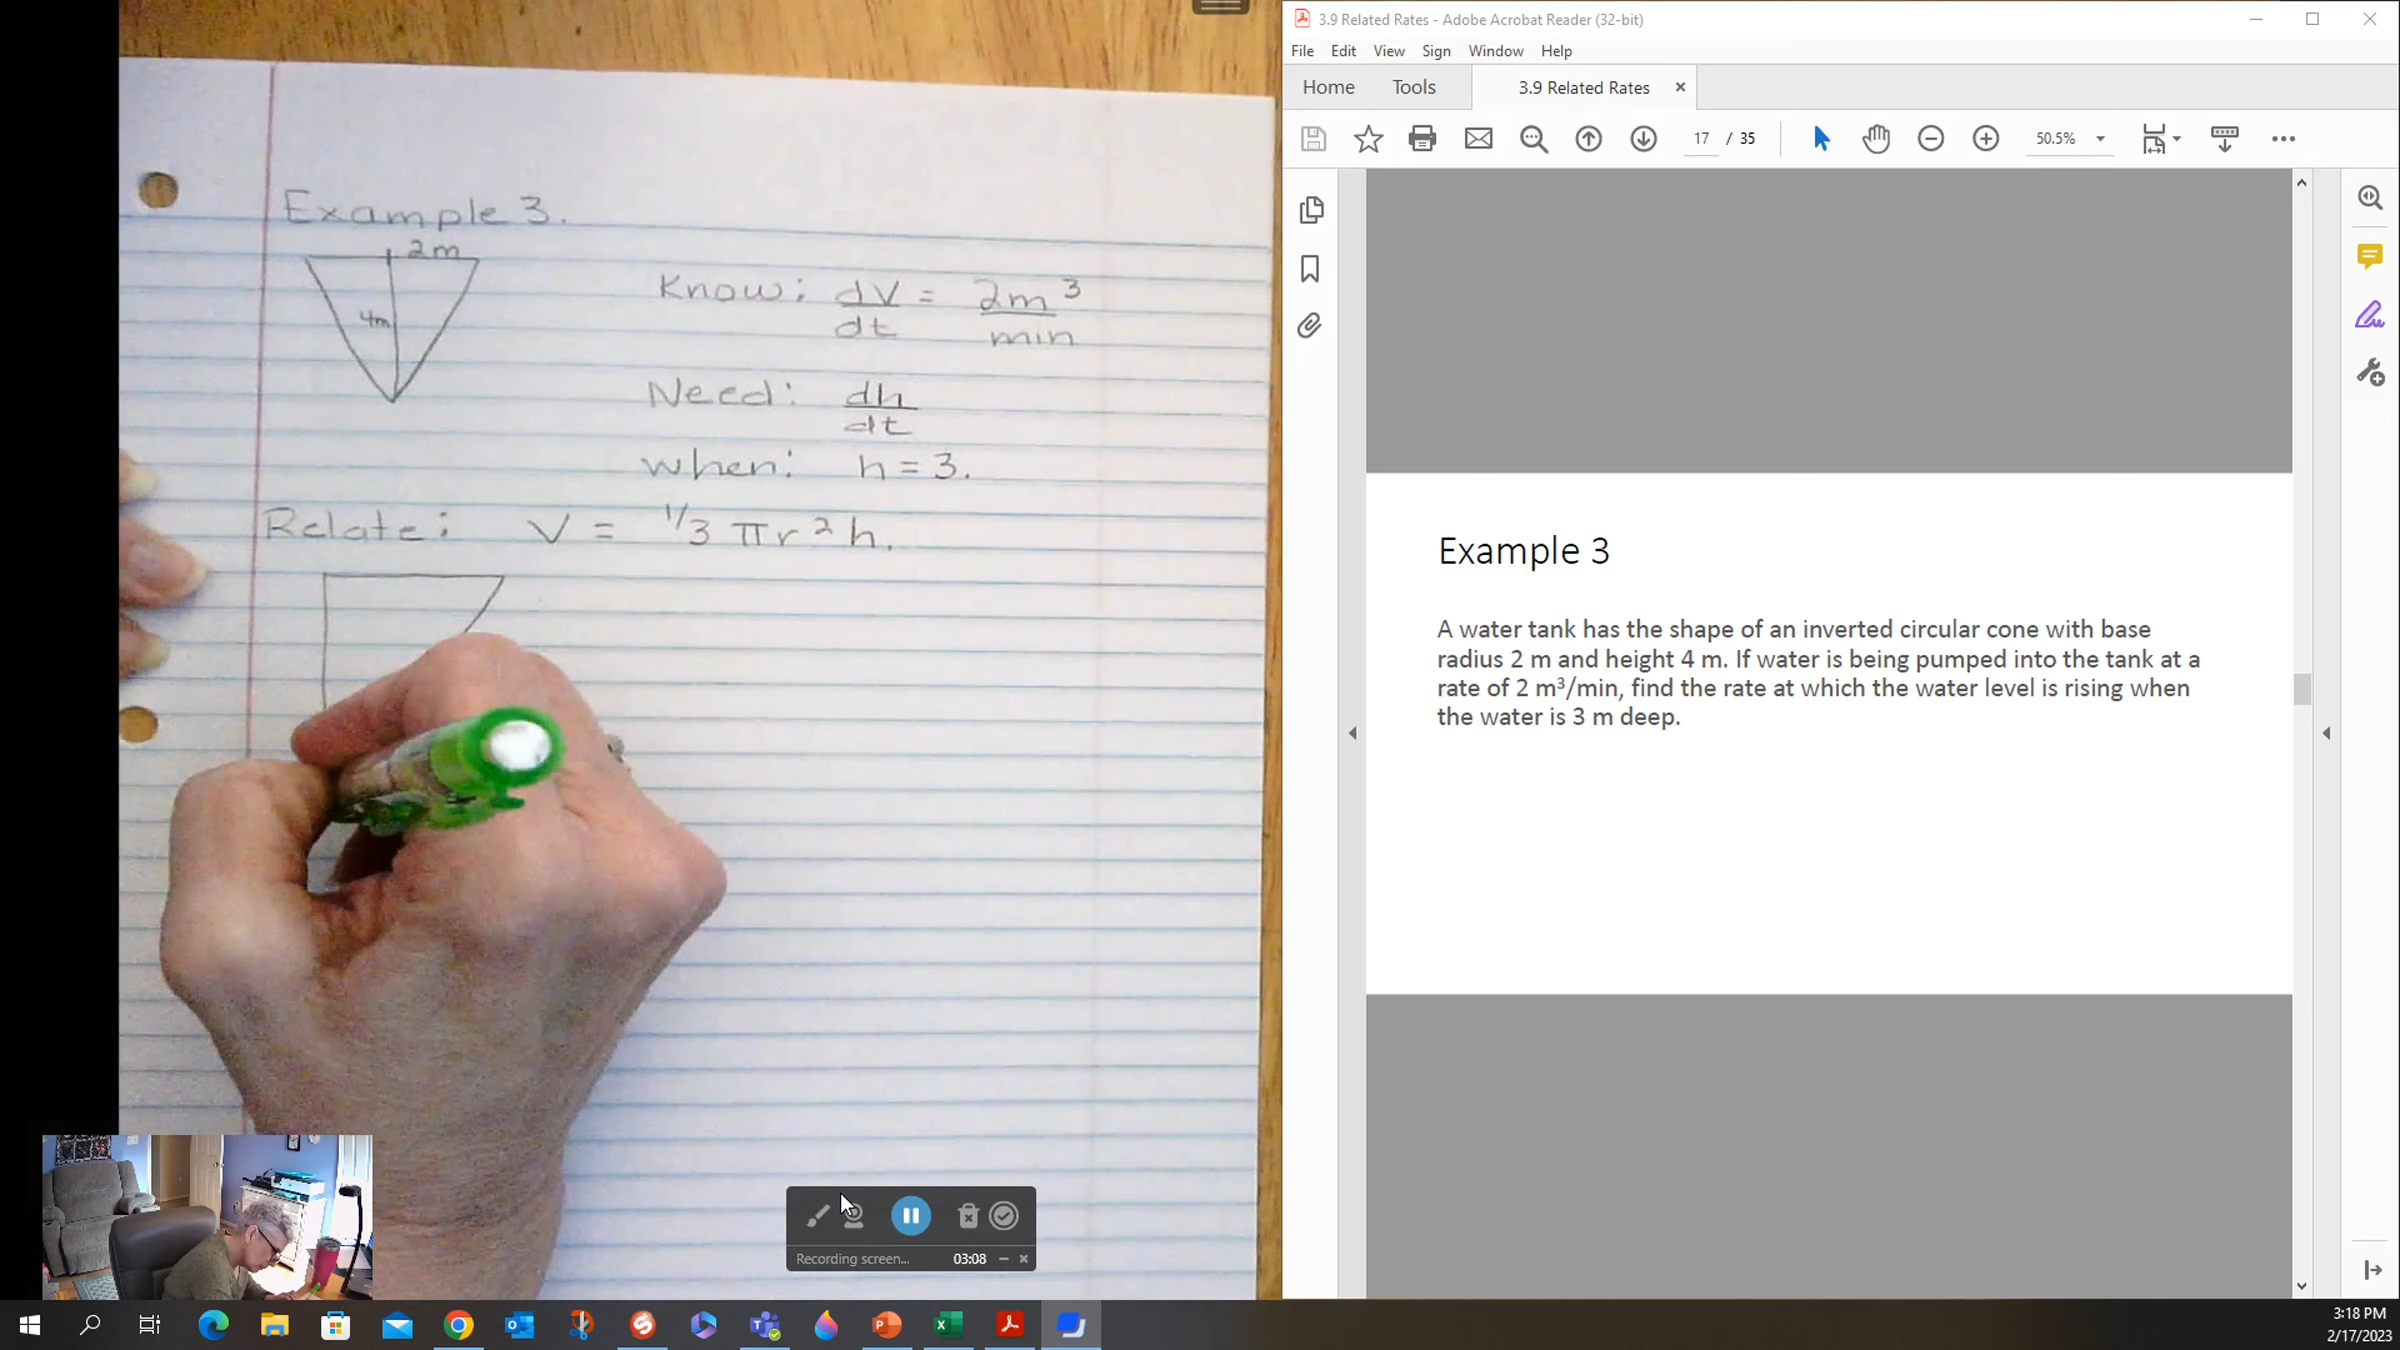 Example 3.
2m
4m
Know: dV = 2m³
dt min
Need: dh
dt
when: h = 3.
Relate: V = 1/3 πr² h.
3.9 Related Rates - Adobe Acrobat Reader (32-bit)
File Edit View Sign Window Help
Home Tools 3.9 Related Rates ×
17 / 35 50.5%
Example 3
A water tank has the shape of an inverted circular cone with base
radius 2 m and height 4 m. If water is being pumped into the tank at a
rate of 2 m³/min, find the rate at which the water level is rising when
the water is 3 m deep.
Recording screen... 03:08
3:18 PM
2/17/2023